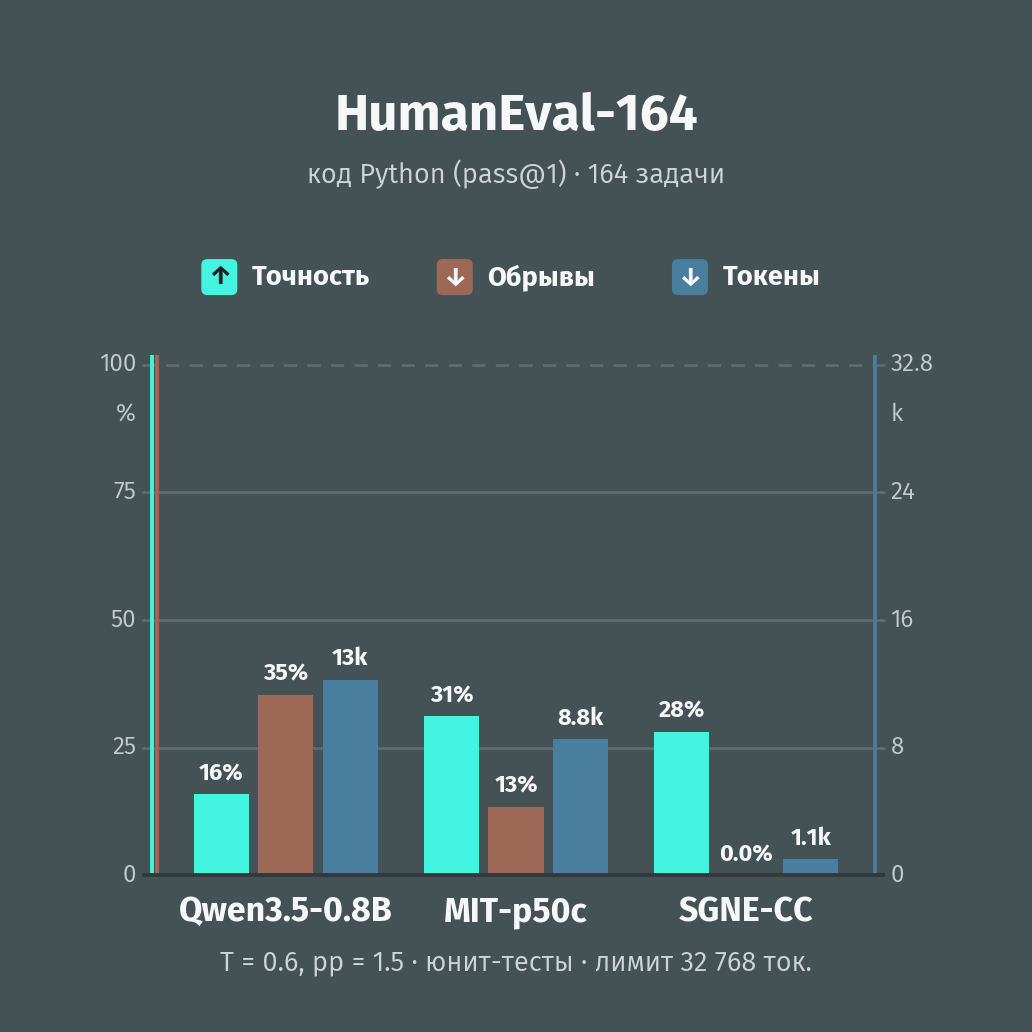 HumanEval-164
код Python (pass@1) · 164 задачи
↑ Точность ↓ Обрывы ↓ Токены
100 32.8
% k
75 24
50 16
25 8
0 0
16% 35% 13k 31% 13% 8.8k 28% 0.0% 1.1k
Qwen3.5-0.8B MIT-p50c SGNE-CC
T = 0.6, pp = 1.5 · юнит-тесты · лимит 32 768 ток.